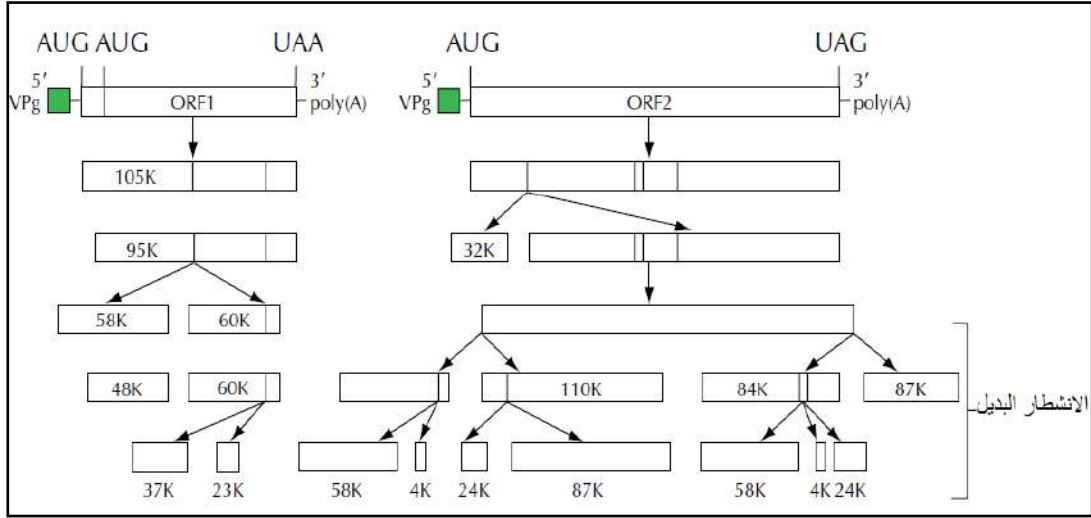 AUG AUG UAA AUG UAG
5′ 3′ 5′ 3′
VPg ORF1 poly(A) VPg ORF2 poly(A)
105K
95K 32K
58K 60K
48K 60K 110K 84K 87K
الانشطار البديل
37K 23K 58K 4K 24K 87K 58K 4K 24K